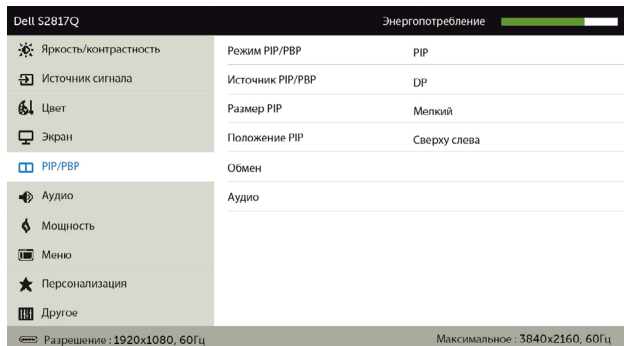 Dell S2817Q Энергопотребление
Яркость/контрастность Режим PIP/PBP PIP
Источник сигнала Источник PIP/PBP DP
Цвет Размер PIP Мелкий
Экран Положение PIP Сверху слева
PIP/PBP Обмен
Аудио Аудио
Мощность
Меню
Персонализация
Другое
Разрешение : 1920x1080, 60Гц Максимальное : 3840x2160, 60Гц